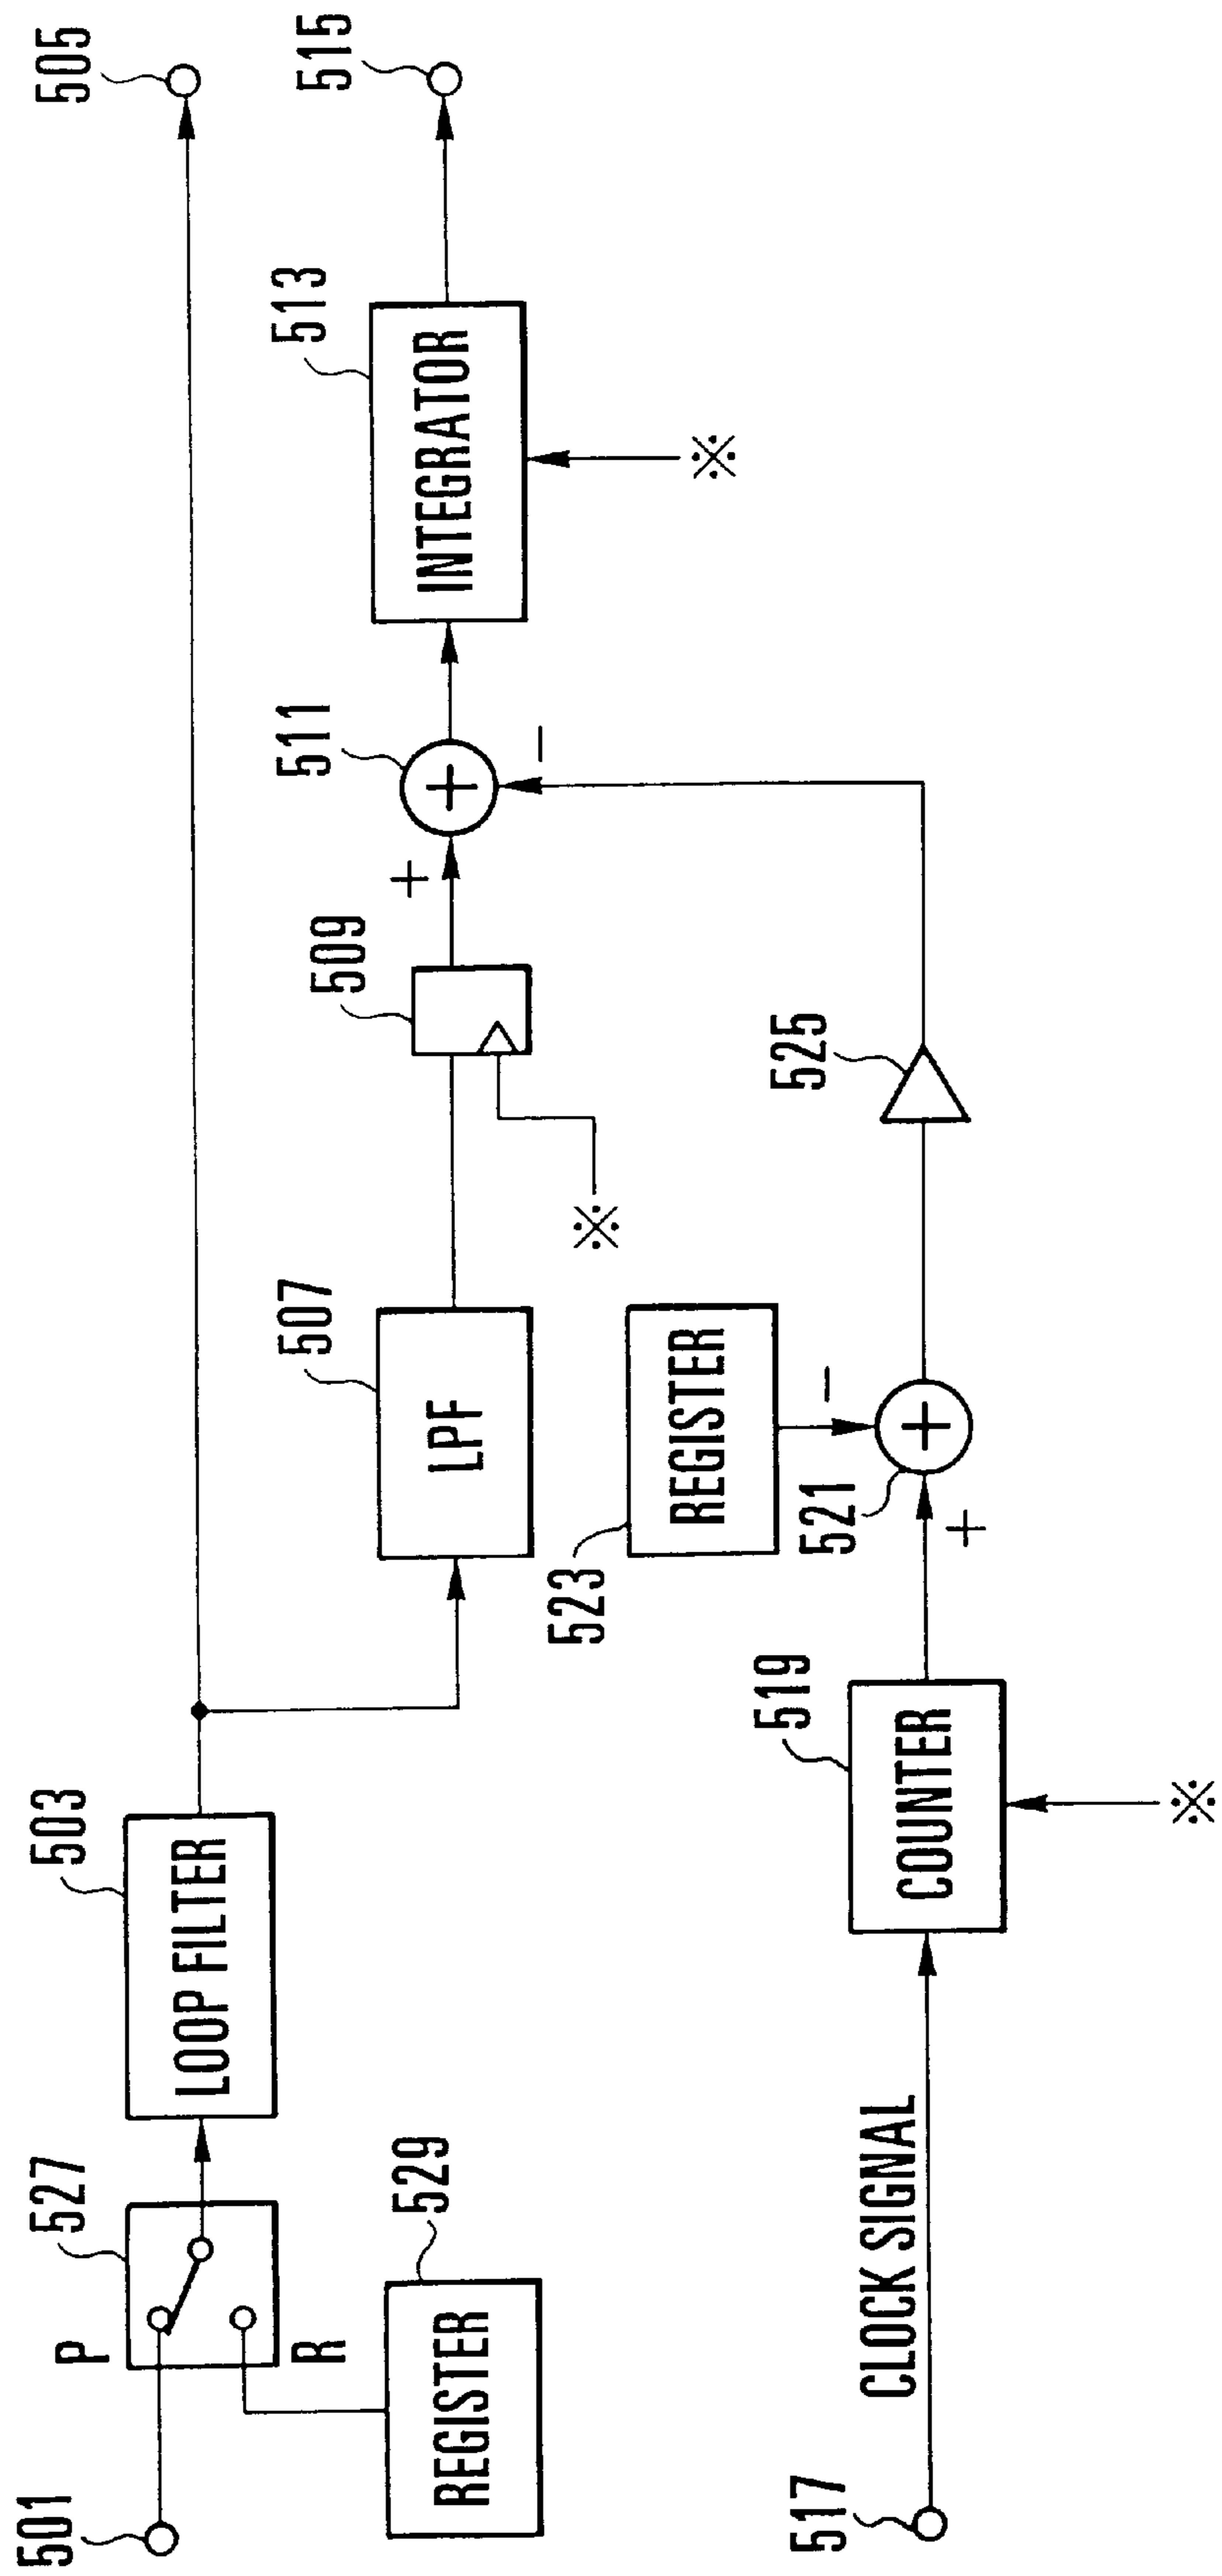 505
515
513
INTEGRATOR
※
511
+
−
+
509
※
525
507
LPF
REGISTER
523
−
+
521
+
503
LOOP FILTER
519
COUNTER
※
527
P
R
529
REGISTER
501
CLOCK SIGNAL
517